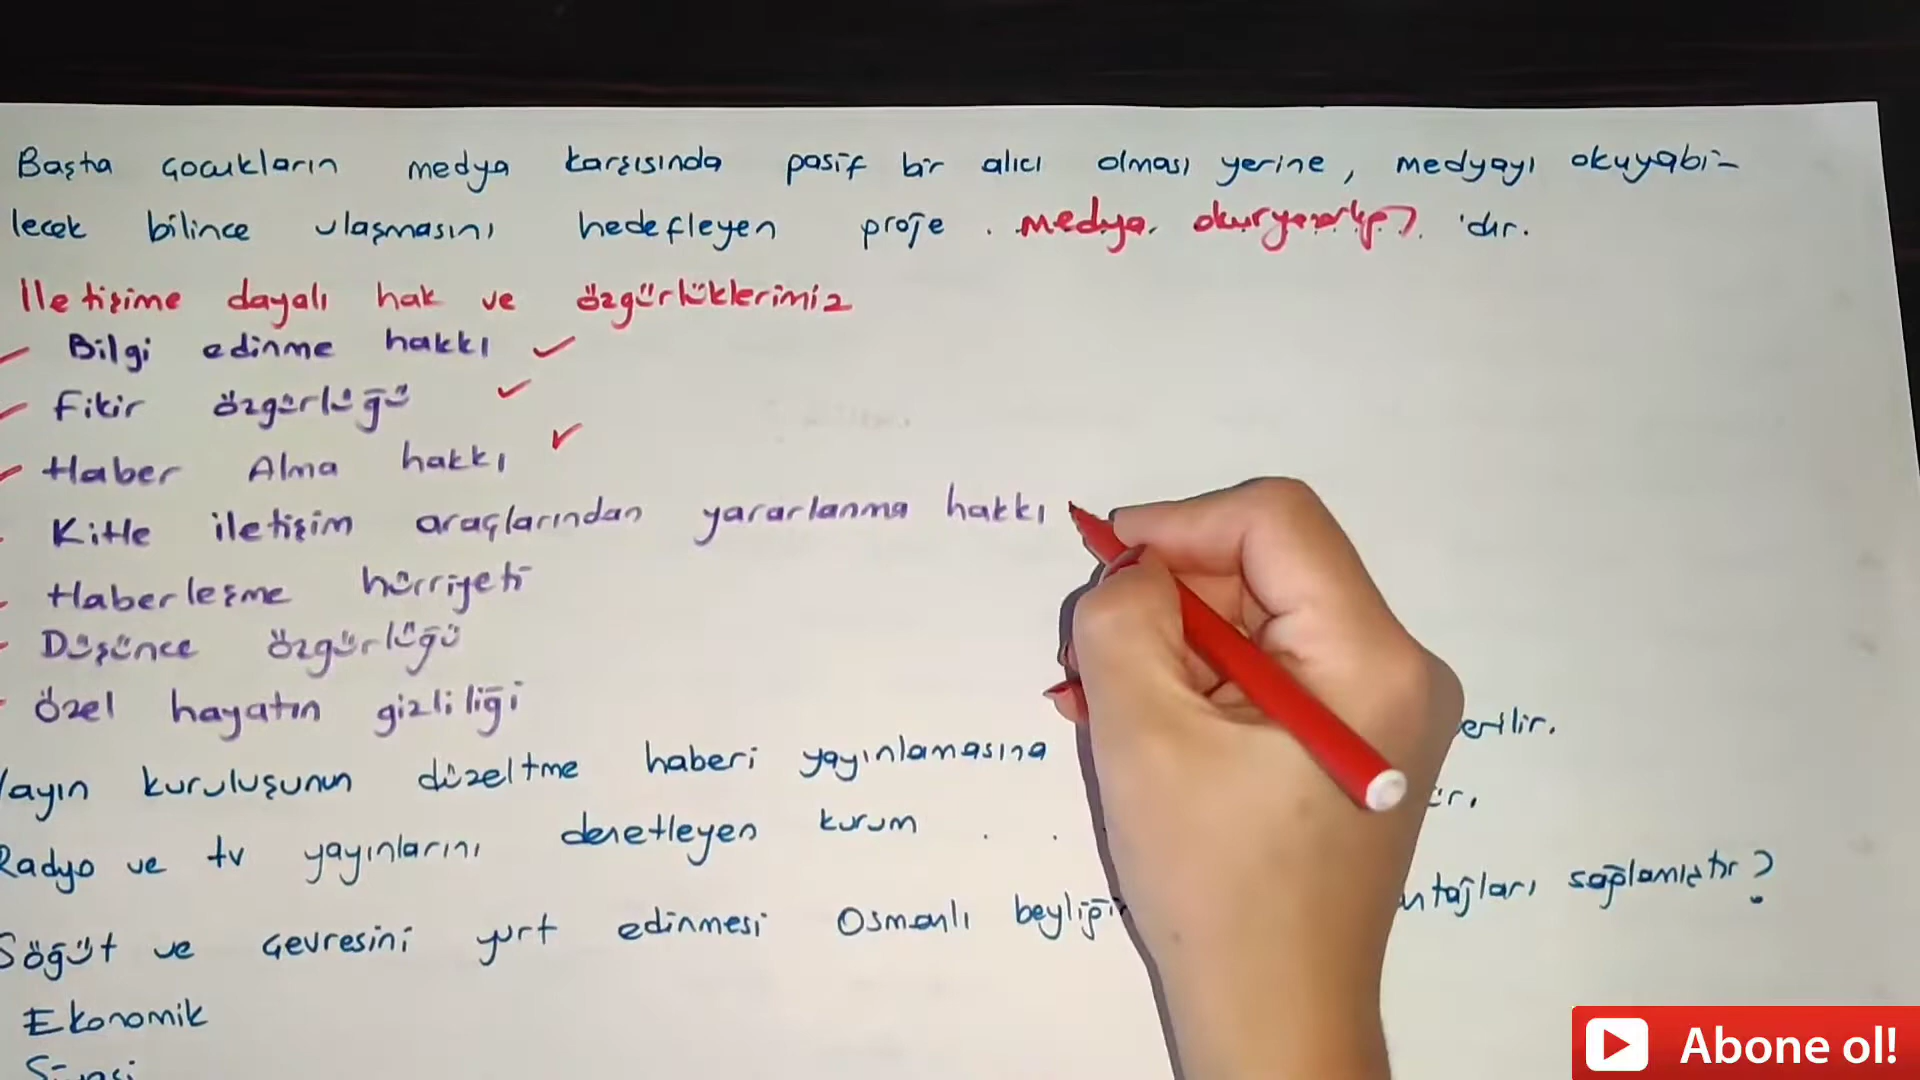 Başta çocukların medya karşısında pasif bir alıcı olması yerine, medyayı okuyabi-
lecek bilince ulaşmasını hedefleyen proje . medya okuryazarlığı 'dır.
İletişime dayalı hak ve özgürlüklerimiz
Bilgi edinme hakkı
Fikir özgürlüğü
Haber Alma hakkı
Kitle iletişim araçlarından yararlanma hakkı
Haberleşme hürriyeti
Düşünce özgürlüğü
Özel hayatın gizliliği
Yayın kuruluşunun düzeltme haberi yayınlamasına
Radyo ve tv yayınlarını denetleyen kurum . .
Söğüt ve çevresini yurt edinmesi Osmanlı sağlamıştır?
Ekonomik
Abone ol!